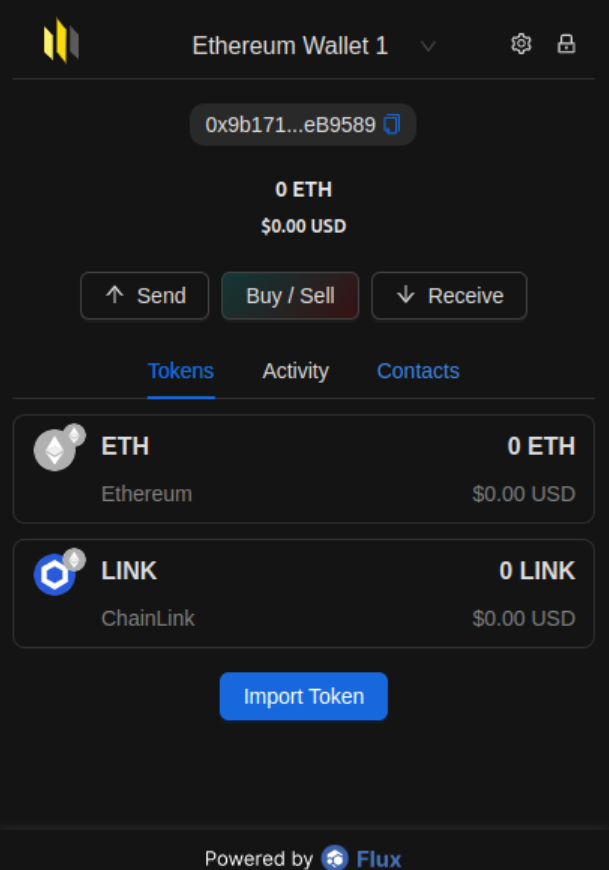 Ethereum Wallet 1
0x9b171...eB9589
0 ETH
$0.00 USD
Send Buy / Sell Receive
Tokens Activity Contacts
ETH 0 ETH
Ethereum $0.00 USD
LINK 0 LINK
ChainLink $0.00 USD
Import Token
Powered by Flux